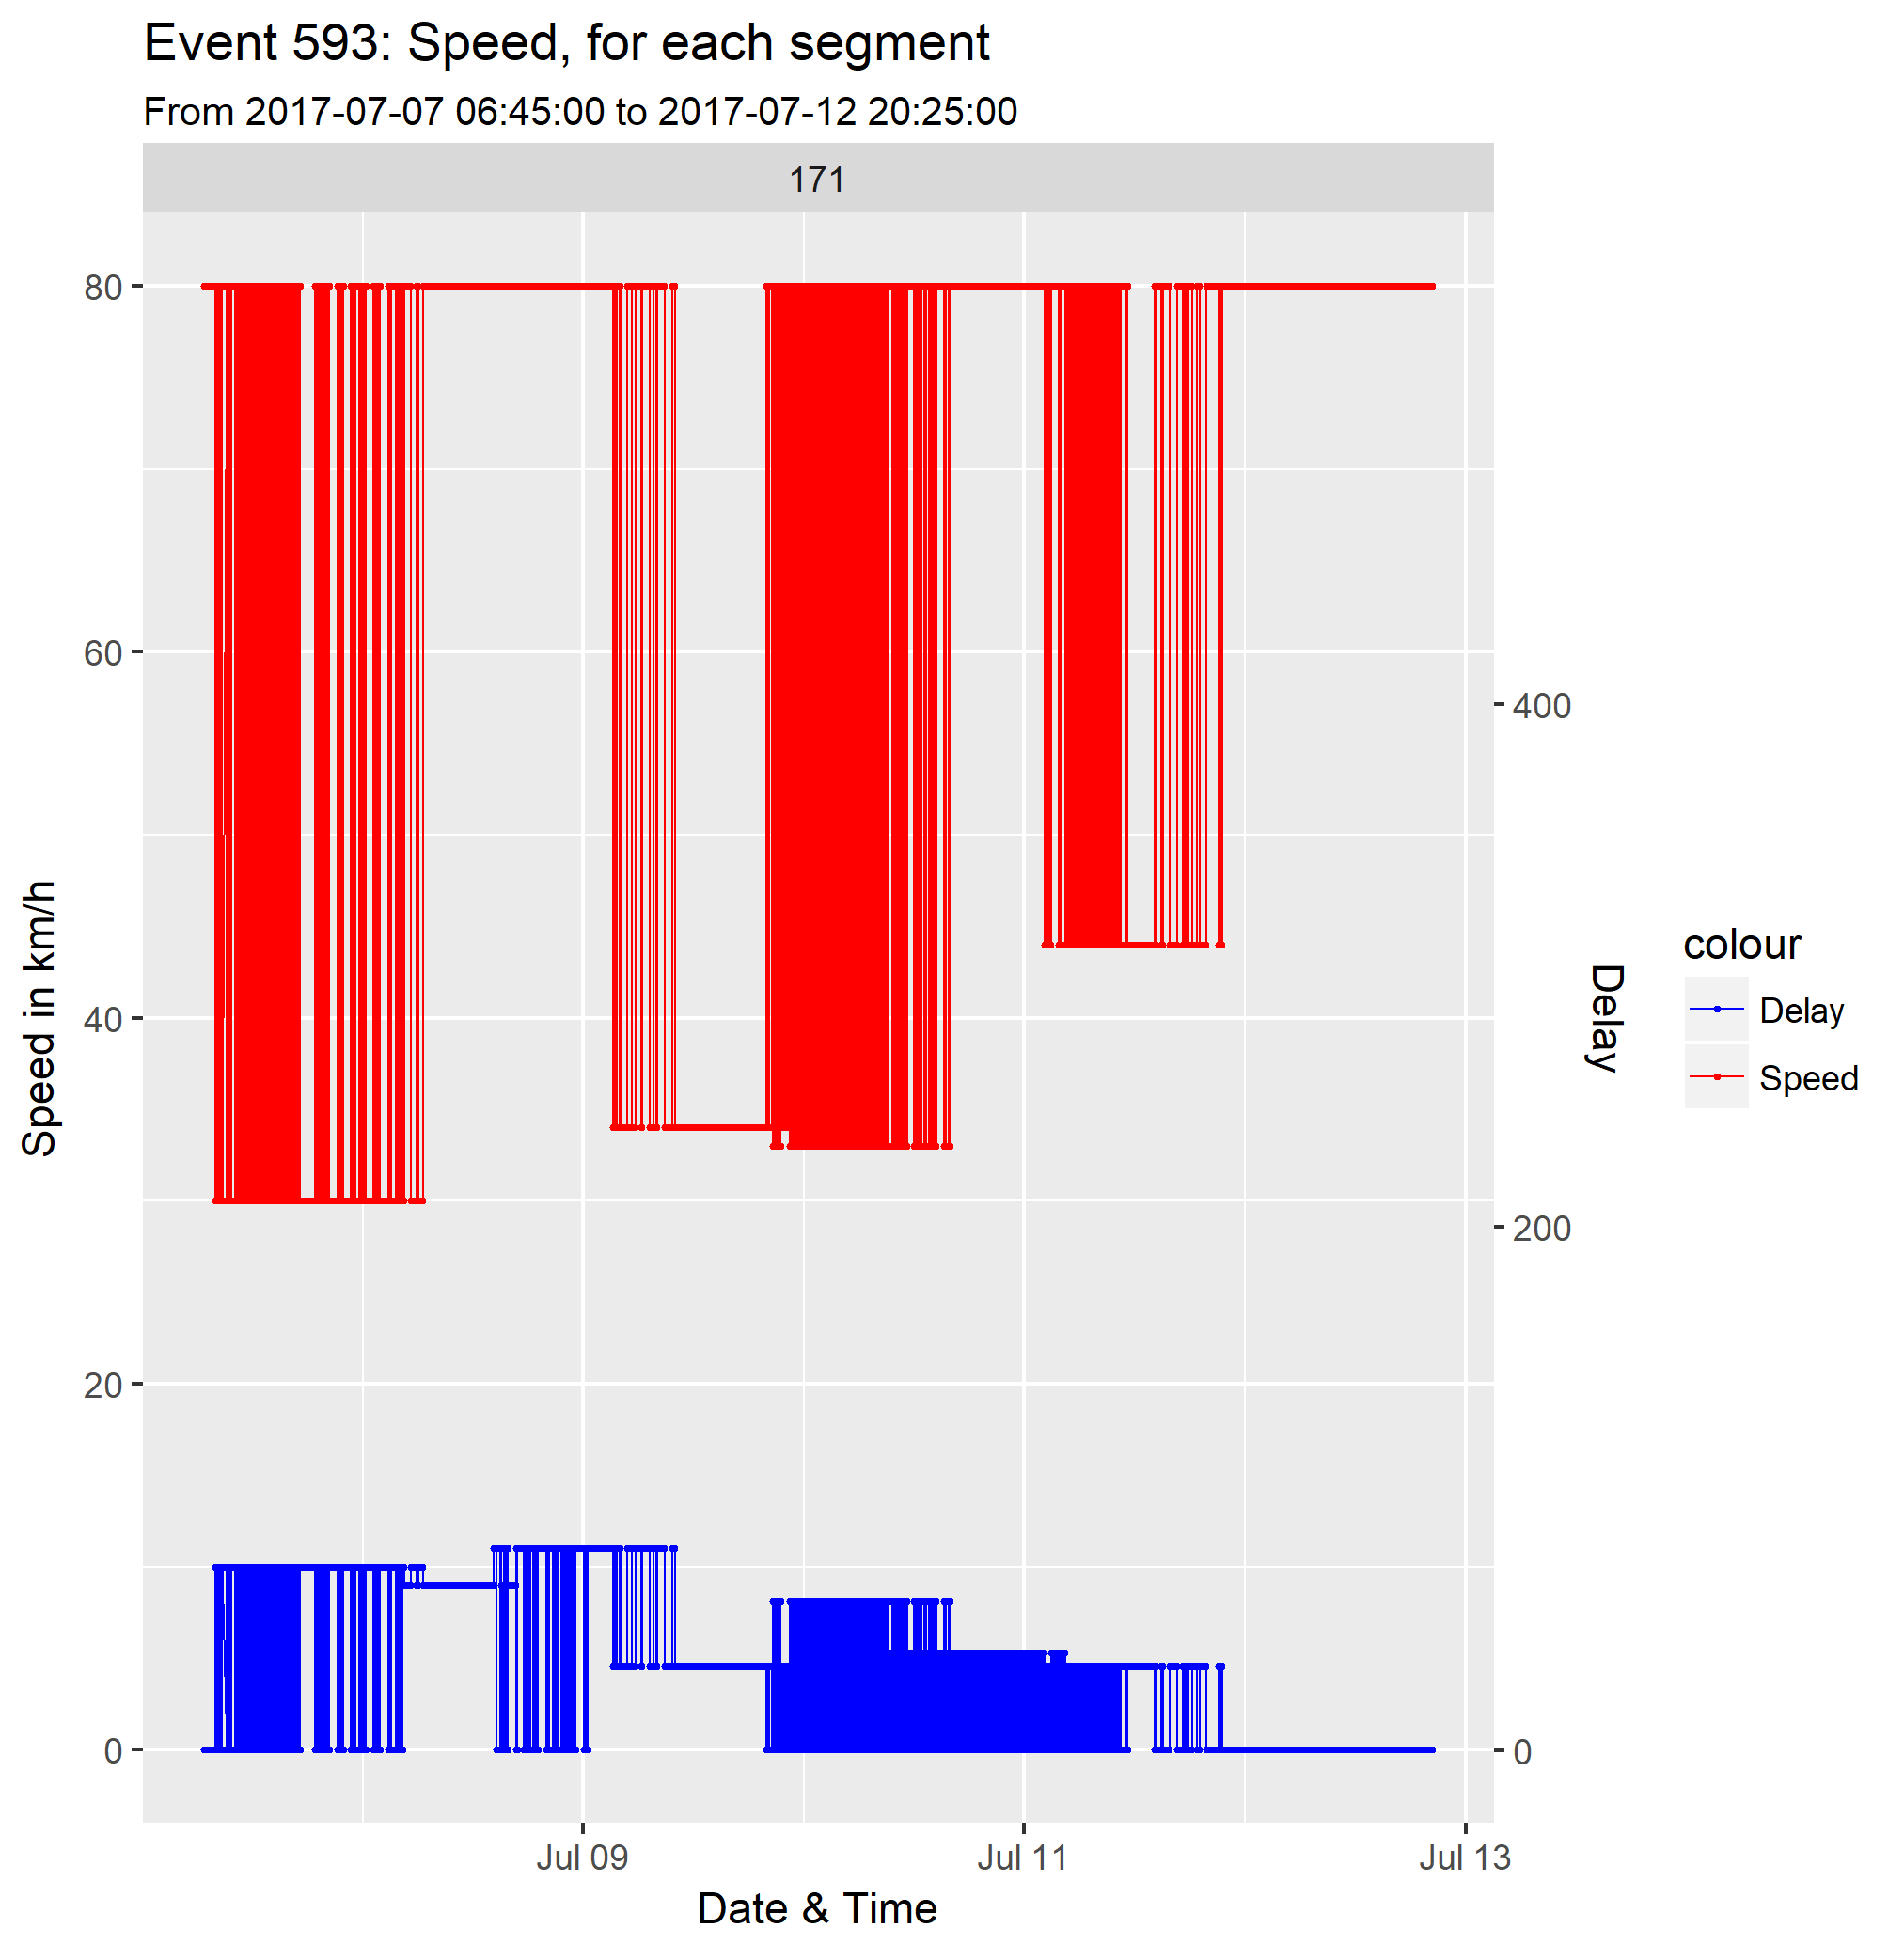 Event 593: Speed, for each segment
From 2017-07-07 06:45:00 to 2017-07-12 20:25:00
171
80
60
40
20
0
Speed in km/h
400
200
0
Delay
colour
Delay
Speed
Jul 09
Jul 11
Jul 13
Date & Time